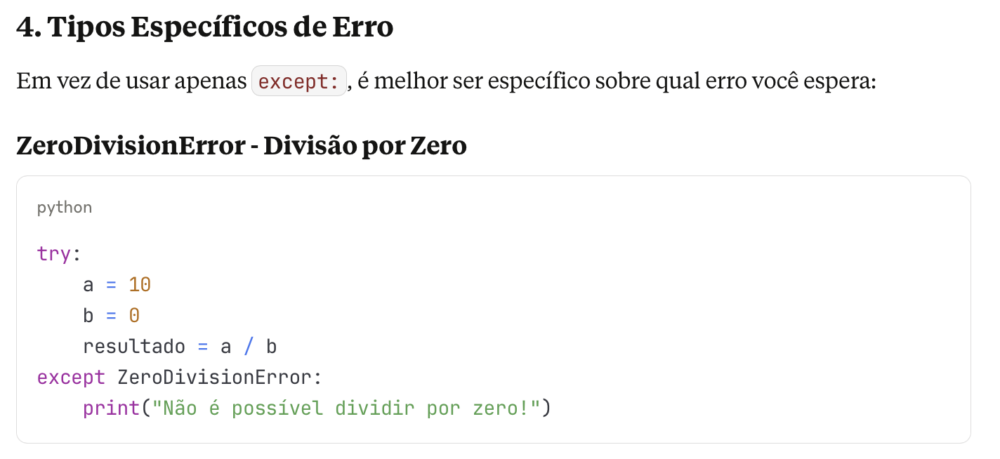 4. Tipos Específicos de Erro
Em vez de usar apenas except:, é melhor ser específico sobre qual erro você espera:
ZeroDivisionError - Divisão por Zero
python
try:
    a = 10
    b = 0
    resultado = a / b
except ZeroDivisionError:
    print("Não é possível dividir por zero!")